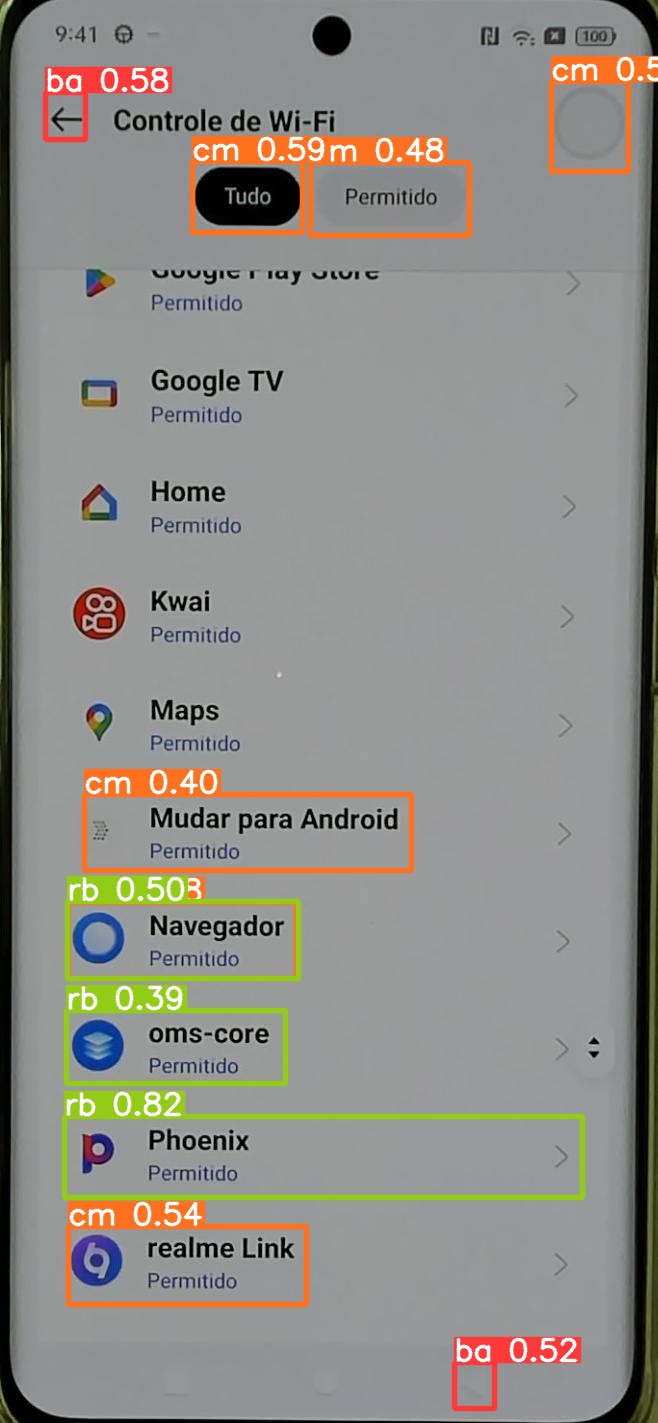 9:41
100
ba 0.58
cm 0.5
Controle de Wi-Fi
cm 0.59
m 0.48
Tudo
Permitido
Google Play Store
Permitido
Google TV
Permitido
Home
Permitido
Kwai
Permitido
Maps
Permitido
cm 0.40
Mudar para Android
Permitido
rb 0.50
Navegador
Permitido
rb 0.39
oms-core
Permitido
rb 0.82
Phoenix
Permitido
cm 0.54
realme Link
Permitido
ba 0.52